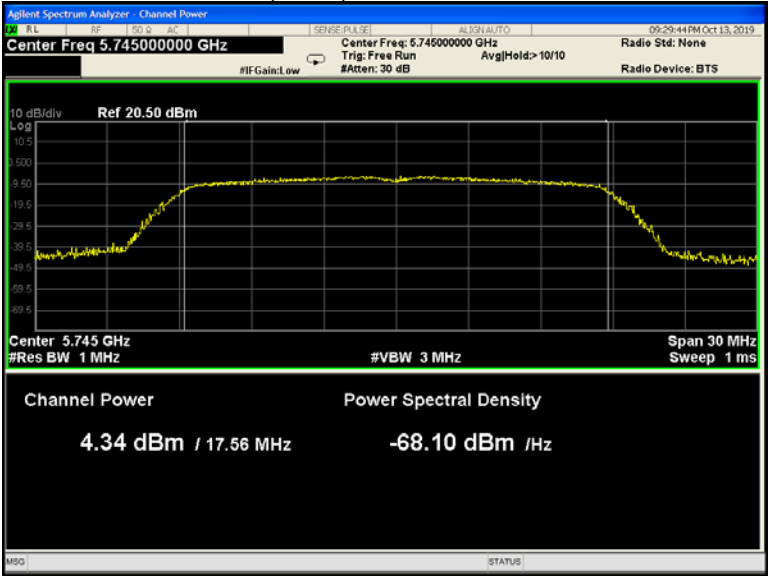 Agilent Spectrum Analyzer - Channel Power
RL RF 50 Ω AC SENSE:PULSE ALIGNAUTO 09:29:44 PM Oct 13, 2019
Center Freq 5.745000000 GHz
Center Freq: 5.745000000 GHz
Radio Std: None
Trig: Free Run Avg|Hold:> 10/10
#IFGain:Low
#Atten: 30 dB
Radio Device: BTS
10 dB/div Ref 20.50 dBm
Log
10.5
0.500
-9.50
-19.5
-29.5
-39.5
-49.5
-59.5
-69.5
Center 5.745 GHz Span 30 MHz
#Res BW 1 MHz #VBW 3 MHz Sweep 1 ms
Channel Power Power Spectral Density
4.34 dBm / 17.56 MHz -68.10 dBm /Hz
MSG STATUS